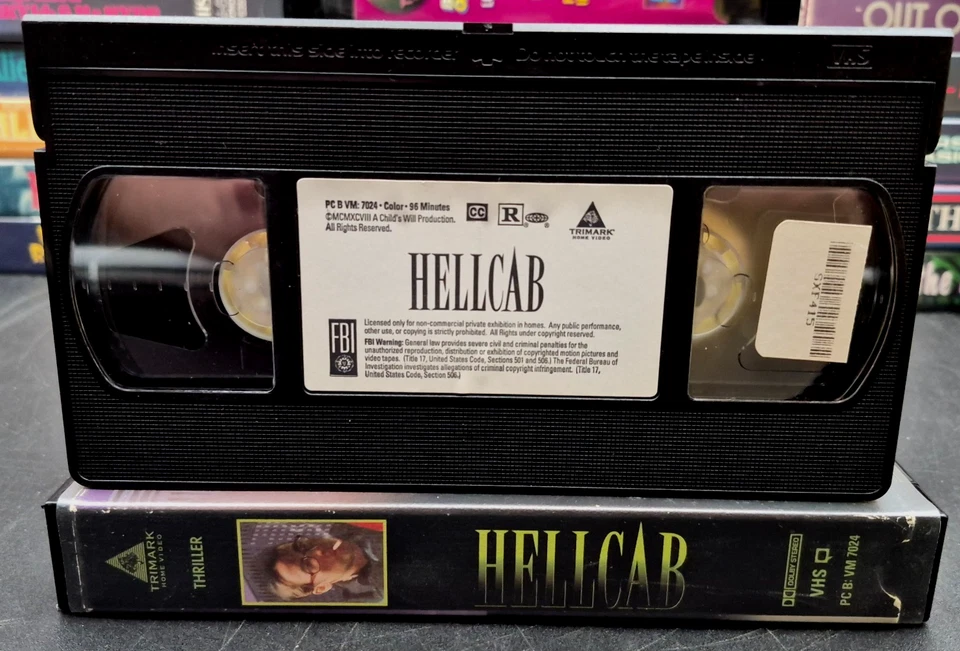 OUT O
Insert this side into recorder
Do not touch the tape inside
VHS
PC B VM: 7024 • Color • 96 Minutes
©MCMXCVIII A Child's Will Production.
All Rights Reserved.
CC
R
TRIMARK
HOME VIDEO
HELLCAB
FBI
Licensed only for non-commercial private exhibition in homes. Any public performance,
other use, or copying is strictly prohibited. All Rights under copyright reserved.
FBI Warning: General law provides severe civil and criminal penalties for the
unauthorized reproduction, distribution or exhibition of copyrighted motion pictures and
video tapes. (Title 17, United States Code, Sections 501 and 506.) The Federal Bureau of
Investigation investigates allegations of criminal copyright infringement. (Title 17,
United States Code, Section 506.)
SXF415
TH
the
TRIMARK
HOME VIDEO
THRILLER
HELLCAB
DOLBY STEREO
VHS
PC B: VM 7024